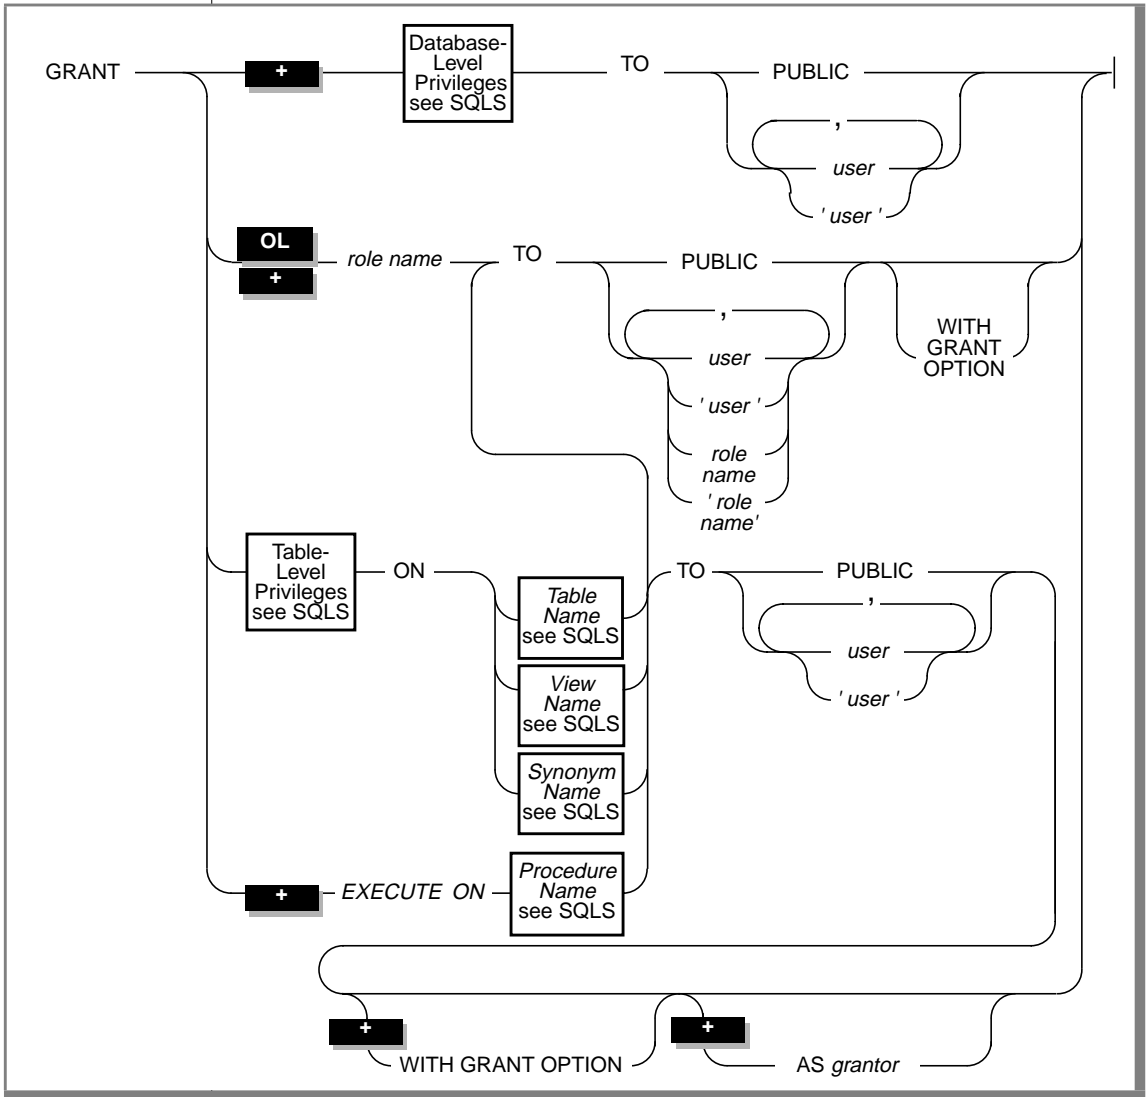 GRANT
+
Database-
Level
Privileges
see SQLS
TO
PUBLIC
,
user
' user '
OL
+
role name
TO
PUBLIC
,
user
' user '
role
name
' role
name'
WITH
GRANT
OPTION
Table-
Level
Privileges
see SQLS
ON
Table
Name
see SQLS
View
Name
see SQLS
Synonym
Name
see SQLS
TO
PUBLIC
,
user
' user '
+
EXECUTE ON
Procedure
Name
see SQLS
+
WITH GRANT OPTION
+
AS grantor